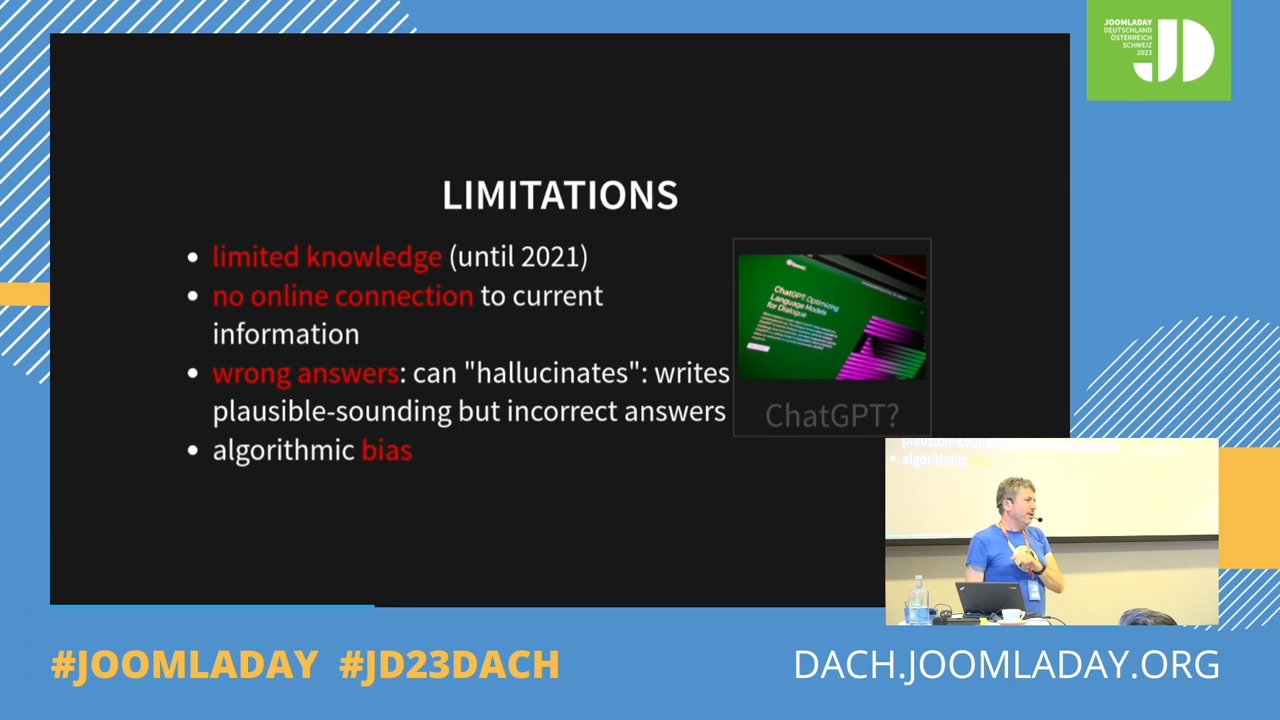 JOOMLADAY
DEUTSCHLAND
ÖSTERREICH
SCHWEIZ
2023
JD
LIMITATIONS
limited knowledge (until 2021)
no online connection to current
information
wrong answers: can "hallucinates": writes
plausible-sounding but incorrect answers
algorithmic bias
ChatGPT: Optimizing
Language Models
for Dialogue
ChatGPT?
algorithmic
#JOOMLADAY #JD23DACH
DACH.JOOMLADAY.ORG